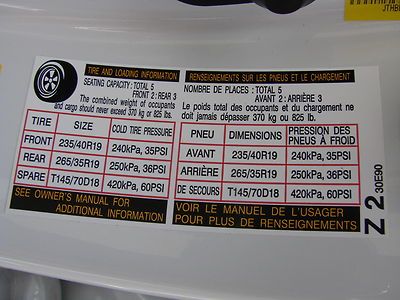 JTHB
TIRE AND LOADING INFORMATION
SEATING CAPACITY: TOTAL 5
FRONT 2 : REAR 3
The combined weight of occupants
and cargo should never exceed 370 kg or 825 lbs.
TIRE SIZE COLD TIRE PRESSURE
FRONT 235/40R19 240kPa, 35PSI
REAR 265/35R19 250kPa, 36PSI
SPARE T145/70D18 420kPa, 60PSI
SEE OWNER'S MANUAL FOR
ADDITIONAL INFORMATION
RENSEIGNEMENTS SUR LES PNEUS ET LE CHARGEMENT
NOMBRE DE PLACES : TOTAL 5
AVANT 2 : ARRIÈRE 3
Le poids total des occupants et du chargement ne
doit jamais dépasser 370 kg ou 825 lb.
PNEU DIMENSIONS PRESSION DES PNEUS À FROID
AVANT 235/40R19 240kPa, 35PSI
ARRIÈRE 265/35R19 250kPa, 36PSI
DE SECOURS T145/70D18 420kPa, 60PSI
VOIR LE MANUEL DE L'USAGER
POUR PLUS DE RENSEIGNEMENTS
Z 2 30E90